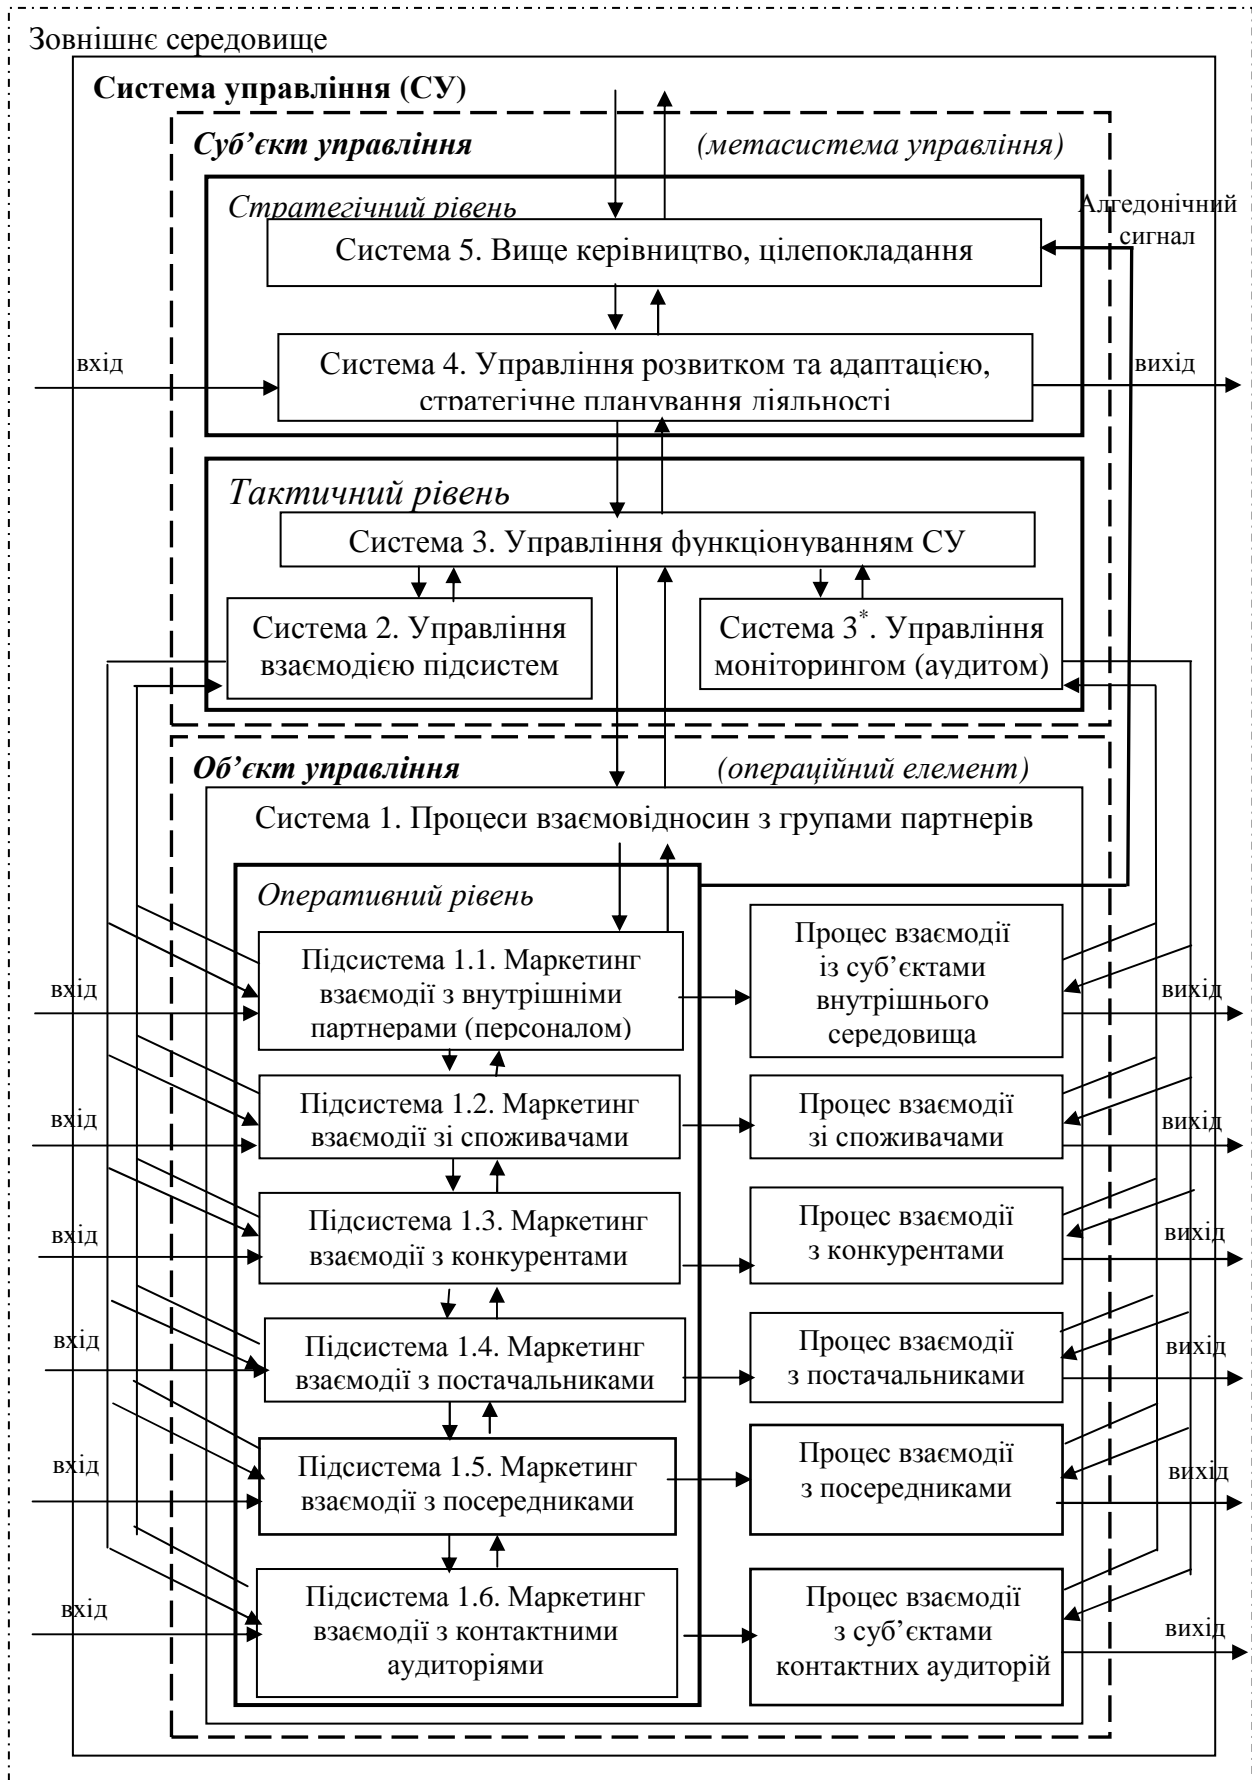 Зовнішнє середовище
Система управління (СУ)
Суб’єкт управління
(метасистема управління)
Стратегічний рівень
Алгедонічний
сигнал
Система 5. Вище керівництво, цілепокладання
вхід
Система 4. Управління розвитком та адаптацією,
стратегічне планування діяльності
вихід
Тактичний рівень
Система 3. Управління функціонуванням СУ
Система 2. Управління
взаємодією підсистем
Система 3*. Управління
моніторингом (аудитом)
Об’єкт управління
(операційний елемент)
Система 1. Процеси взаємовідносин з групами партнерів
Оперативний рівень
вхід
Підсистема 1.1. Маркетинг
взаємодії з внутрішніми
партнерами (персоналом)
Процес взаємодії
із суб’єктами
внутрішнього
середовища
вихід
вхід
Підсистема 1.2. Маркетинг
взаємодії зі споживачами
Процес взаємодії
зі споживачами
вихід
вхід
Підсистема 1.3. Маркетинг
взаємодії з конкурентами
Процес взаємодії
з конкурентами
вихід
вхід
Підсистема 1.4. Маркетинг
взаємодії з постачальниками
Процес взаємодії
з постачальниками
вихід
вхід
Підсистема 1.5. Маркетинг
взаємодії з посередниками
Процес взаємодії
з посередниками
вихід
вхід
Підсистема 1.6. Маркетинг
взаємодії з контактними
аудиторіями
Процес взаємодії
з суб’єктами
контактних аудиторій
вихід